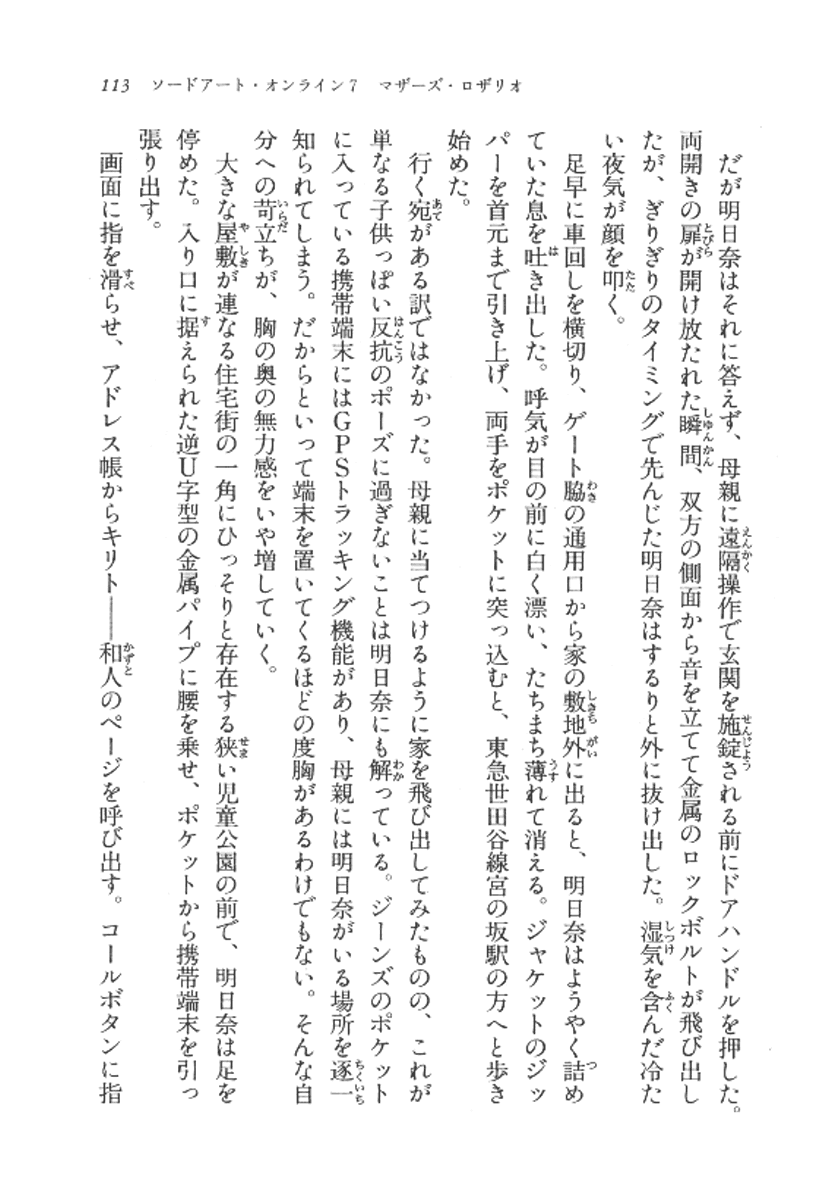 113　ソードアート・オンライン7　マザーズ・ロザリオ
　だが明日奈はそれに答えず、母親に遠隔操作で玄関を施錠される前にドアハンドルを押した。
両開きの扉が開け放たれた瞬間、双方の側面から音を立てて金属のロックボルトが飛び出し
たが、ぎりぎりのタイミングで先んじた明日奈はするりと外に抜け出した。湿気を含んだ冷た
い夜気が顔を叩く。
　足早に車回しを横切り、ゲート脇の通用口から家の敷地外に出ると、明日奈はようやく詰め
ていた息を吐き出した。呼気が目の前に白く漂い、たちまち薄れて消える。ジャケットのジッ
パーを首元まで引き上げ、両手をポケットに突っ込むと、東急世田谷線宮の坂駅の方へと歩き
始めた。
　行く宛がある訳ではなかった。母親に当てつけるように家を飛び出してみたものの、これが
単なる子供っぽい反抗のポーズに過ぎないことは明日奈にも解っている。ジーンズのポケット
に入っている携帯端末にはGPSトラッキング機能があり、母親には明日奈がいる場所を逐一
知られてしまう。だからといって端末を置いてくるほどの度胸があるわけでもない。そんな自
分への苛立ちが、胸の奥の無力感をいや増していく。
　大きな屋敷が連なる住宅街の一角にひっそりと存在する狭い児童公園の前で、明日奈は足を
停めた。入り口に据えられた逆U字型の金属パイプに腰を乗せ、ポケットから携帯端末を引っ
張り出す。
　画面に指を滑らせ、アドレス帳からキリト――和人のページを呼び出す。コールボタンに指